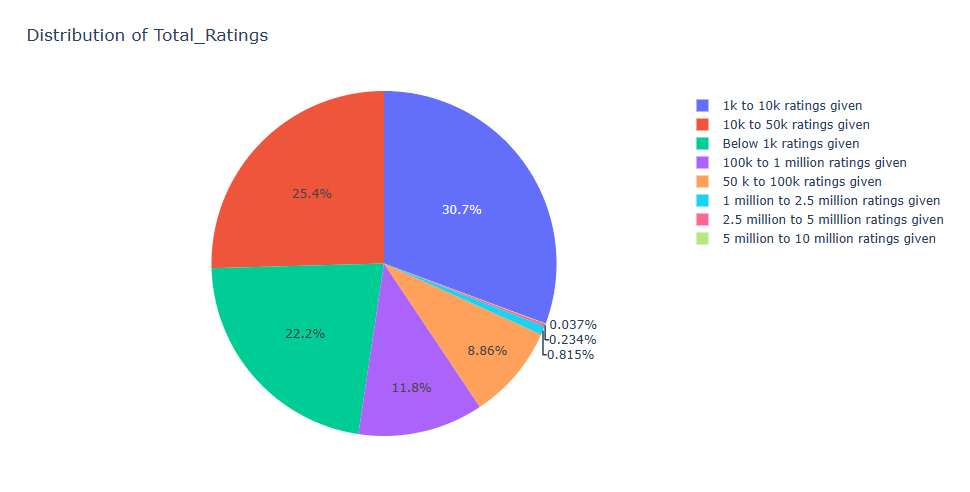 Distribution of Total_Ratings
1k to 10k ratings given
10k to 50k ratings given
Below 1k ratings given
100k to 1 million ratings given
50 k to 100k ratings given
1 million to 2.5 million ratings given
2.5 million to 5 milllion ratings given
5 million to 10 million ratings given
25.4%
30.7%
22.2%
0.037%
0.234%
0.815%
8.86%
11.8%